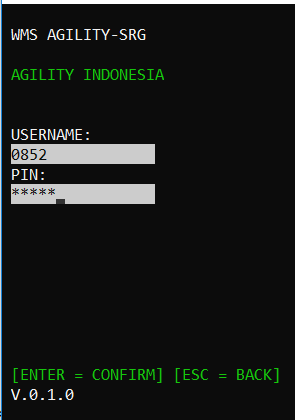 WMS AGILITY-SRG
AGILITY INDONESIA
USERNAME:
0852
PIN:
*****_
[ENTER = CONFIRM] [ESC = BACK]
V.0.1.0